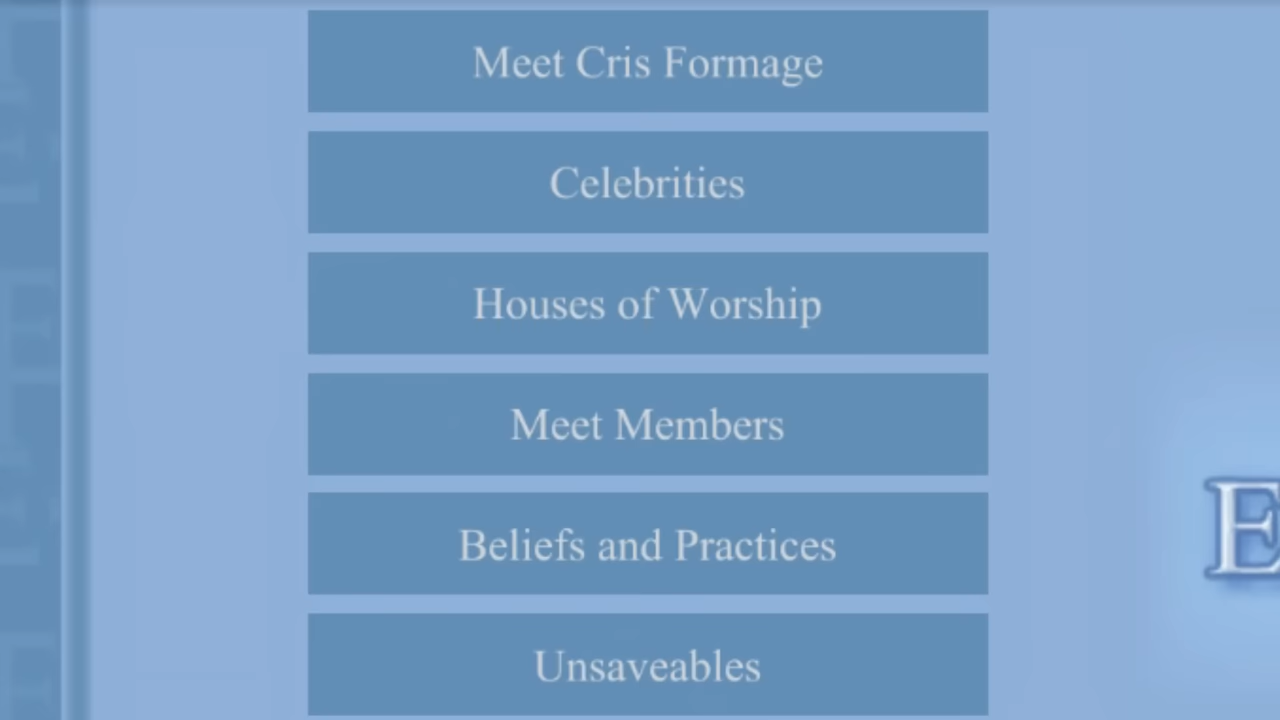 Meet Cris Formage
Celebrities
Houses of Worship
Meet Members
Beliefs and Practices
Unsaveables
E